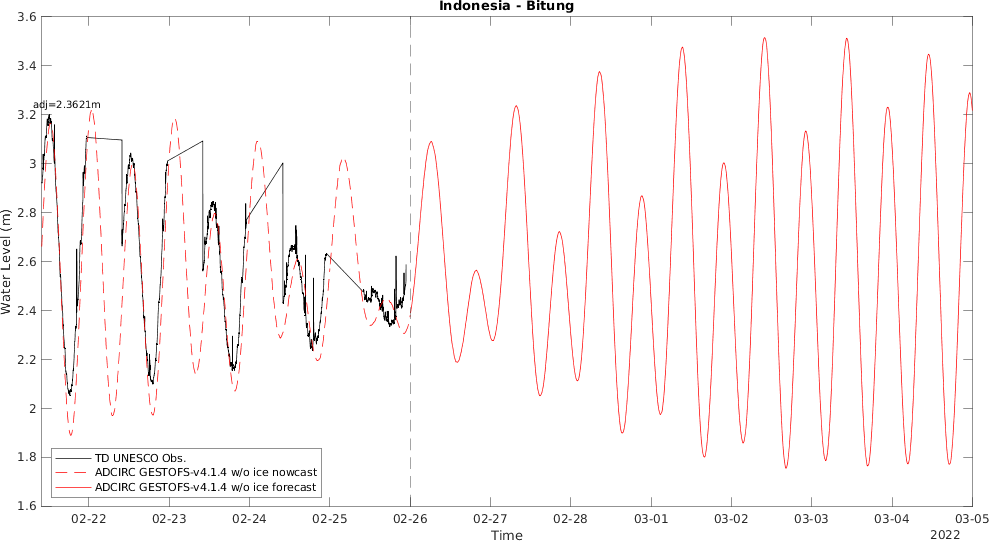 Indonesia - Bitung
3.6
3.4
3.2
3
2.8
2.6
2.4
2.2
2
1.8
1.6
Water Level (m)
adj=2.3621m
TD UNESCO Obs.
ADCIRC GESTOFS-v4.1.4 w/o ice nowcast
ADCIRC GESTOFS-v4.1.4 w/o ice forecast
02-22 02-23 02-24 02-25 02-26 02-27 02-28 03-01 03-02 03-03 03-04 03-05
Time
2022